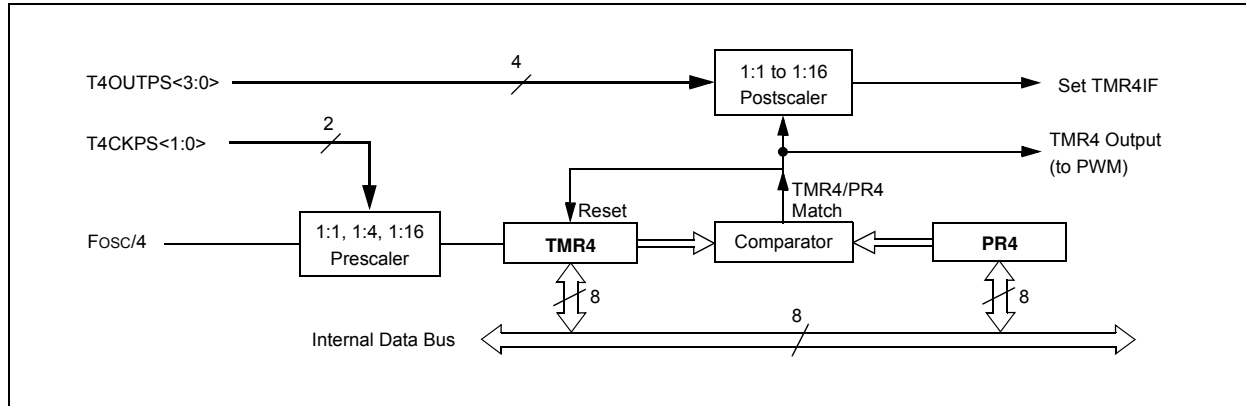 4
T4OUTPS<3:0>
1:1 to 1:16
Postscaler
Set TMR4IF
2
T4CKPS<1:0>
TMR4 Output
(to PWM)
TMR4/PR4
Match
Reset
FOSC/4
1:1, 1:4, 1:16
Prescaler
TMR4
Comparator
PR4
8
8
8
Internal Data Bus